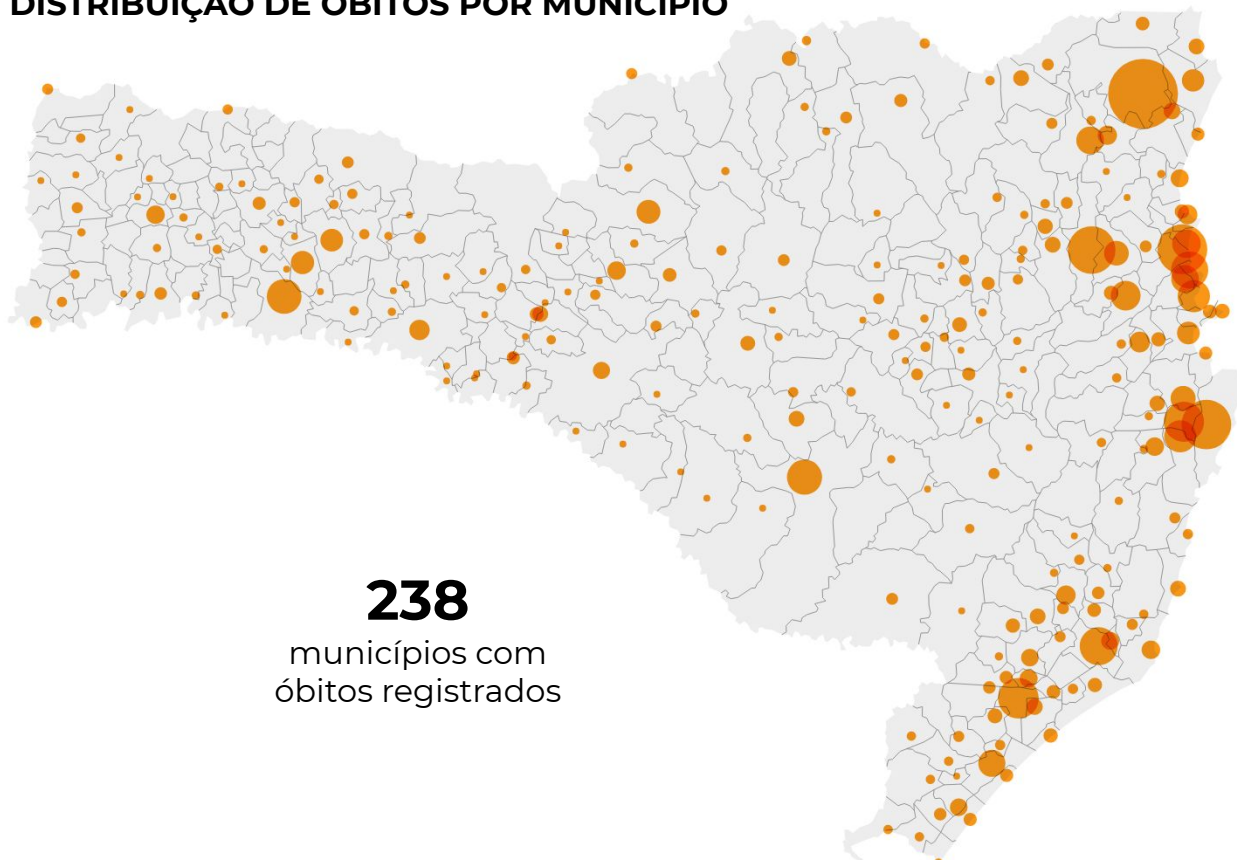 DISTRIBUIÇÃO DE ÓBITOS POR MUNICÍPIO
238
municípios com
óbitos registrados